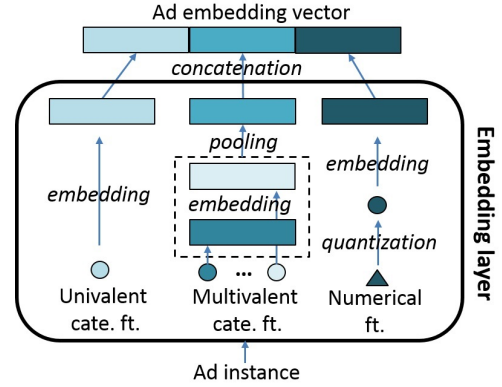 Ad embedding vector
concatenation
pooling
embedding
embedding
embedding
quantization
...
Univalent cate. ft.
Multivalent cate. ft.
Numerical ft.
Embedding layer
Ad instance